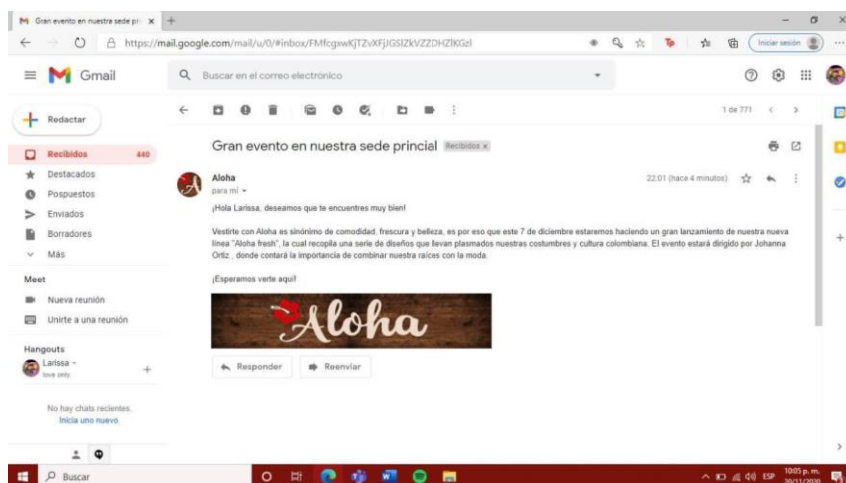 Gran evento en nuestra sede pri
https://mail.google.com/mail/u/0/#inbox/FMfcgxwKjTZvXFjJGSlZkVZZDHZlKGzl
Iniciar sesión
Gmail
Buscar en el correo electrónico
Redactar
1 de 771
Recibidos 440
Destacados
Pospuestos
Enviados
Borradores
Más
Meet
Nueva reunión
Unirte a una reunión
Hangouts
Larissa
love only.
No hay chats recientes.
Inicia uno nuevo
Gran evento en nuestra sede princial Recibidos x
Aloha 22:01 (hace 4 minutos)
para mí
¡Hola Larissa, deseamos que te encuentres muy bien!
Vestirte con Aloha es sinónimo de comodidad, frescura y belleza, es por eso que este 7 de diciembre estaremos haciendo un gran lanzamiento de nuestra nueva
línea "Aloha fresh", la cual recopila una serie de diseños que llevan plasmados nuestras costumbres y cultura colombiana. El evento estará dirigido por Johanna
Ortiz , donde contará la importancia de combinar nuestra raíces con la moda.
¡Esperamos verte aquí!
Aloha
Responder Reenviar
Buscar
ESP
10:05 p. m.
20/11/2020